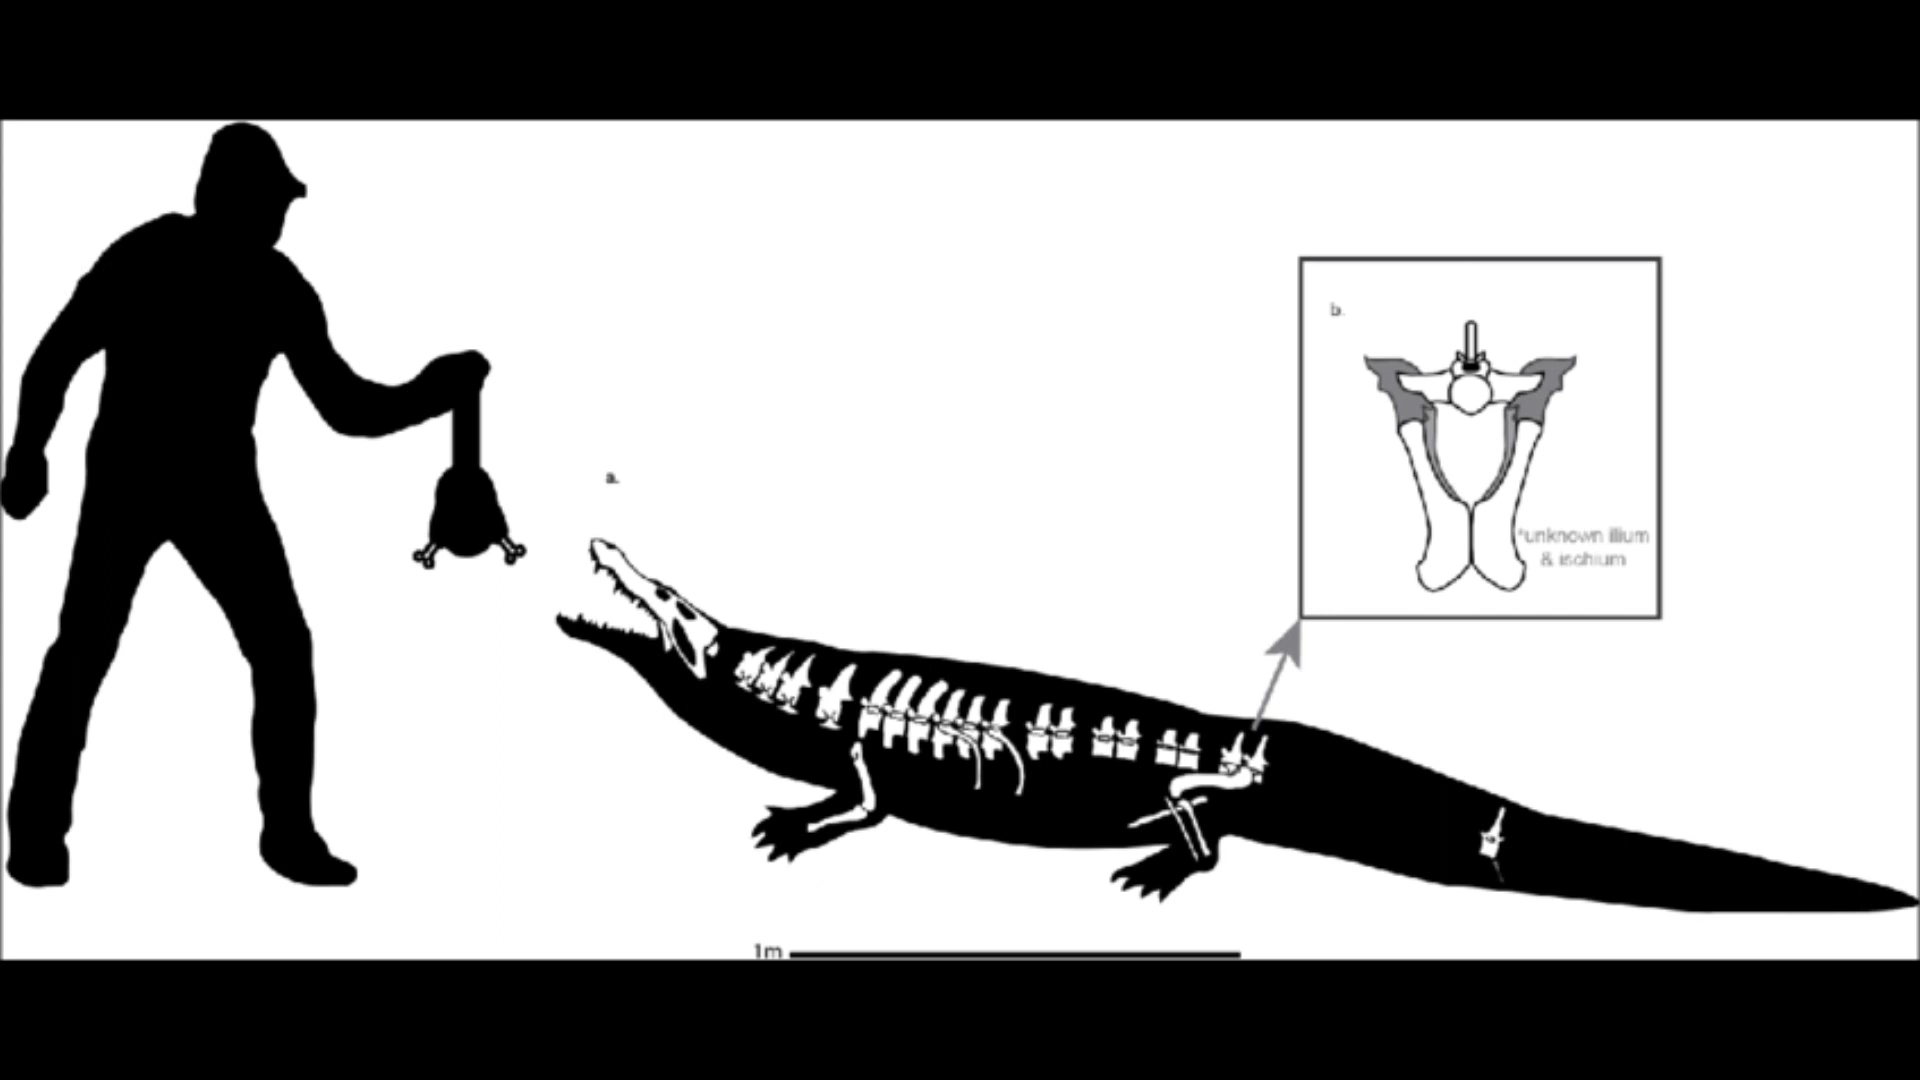 a.
b.
*unknown illium
& ischium
1m